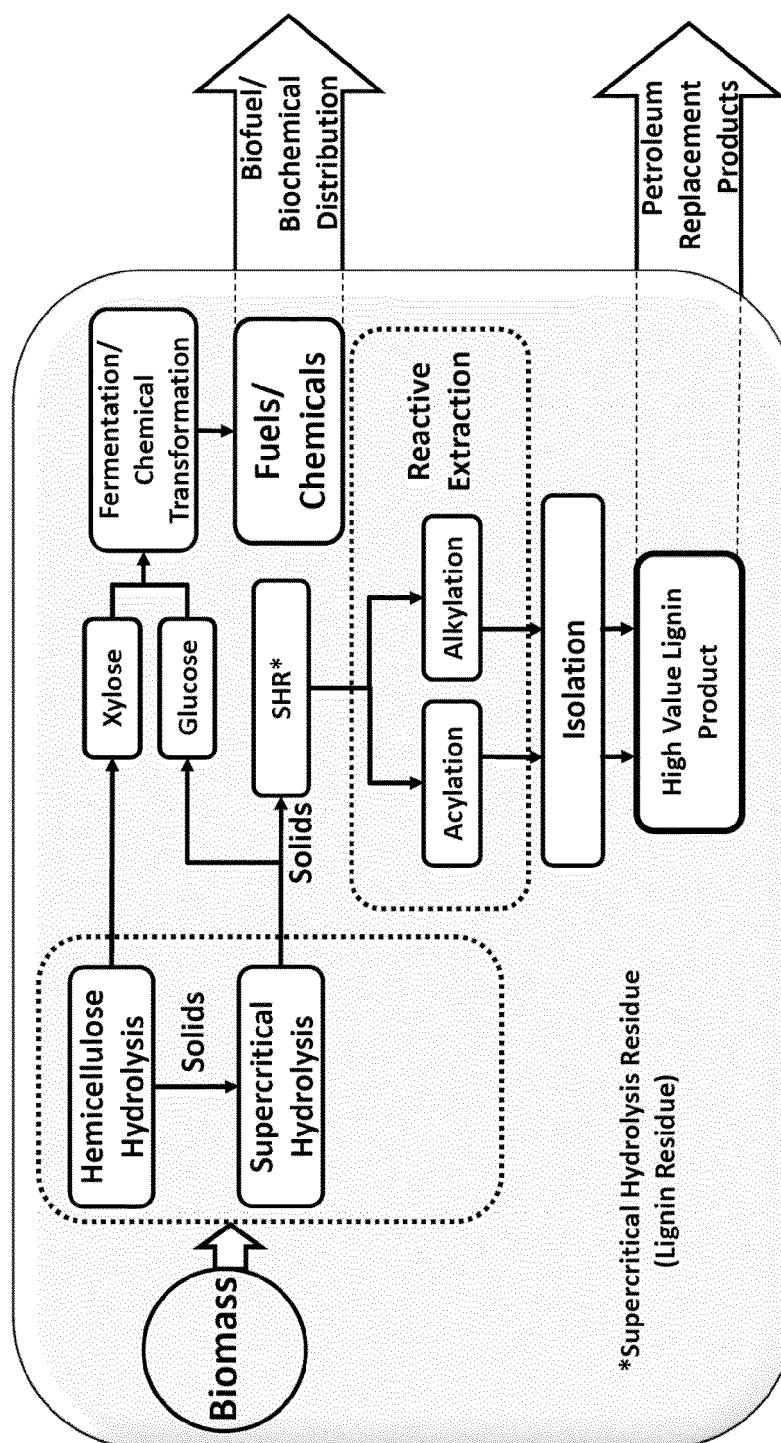 Biomass
Hemicellulose
Hydrolysis
Solids
Supercritical
Hydrolysis
Solids
Xylose
Glucose
SHR*
Fermentation/
Chemical
Transformation
Fuels/
Chemicals
Biofuel/
Biochemical
Distribution
Reactive
Extraction
Acylation
Alkylation
Isolation
High Value Lignin
Product
Petroleum
Replacement
Products
*Supercritical Hydrolysis Residue
(Lignin Residue)